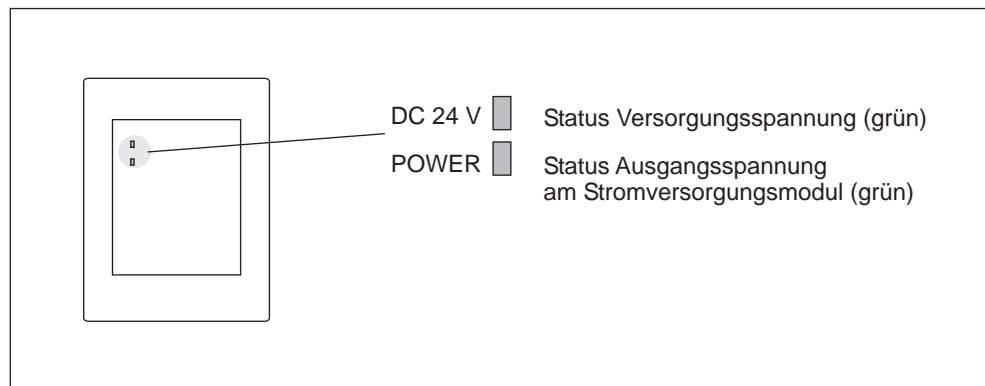 DC 24 V Status Versorgungsspannung (grün)
POWER Status Ausgangsspannung
am Stromversorgungsmodul (grün)